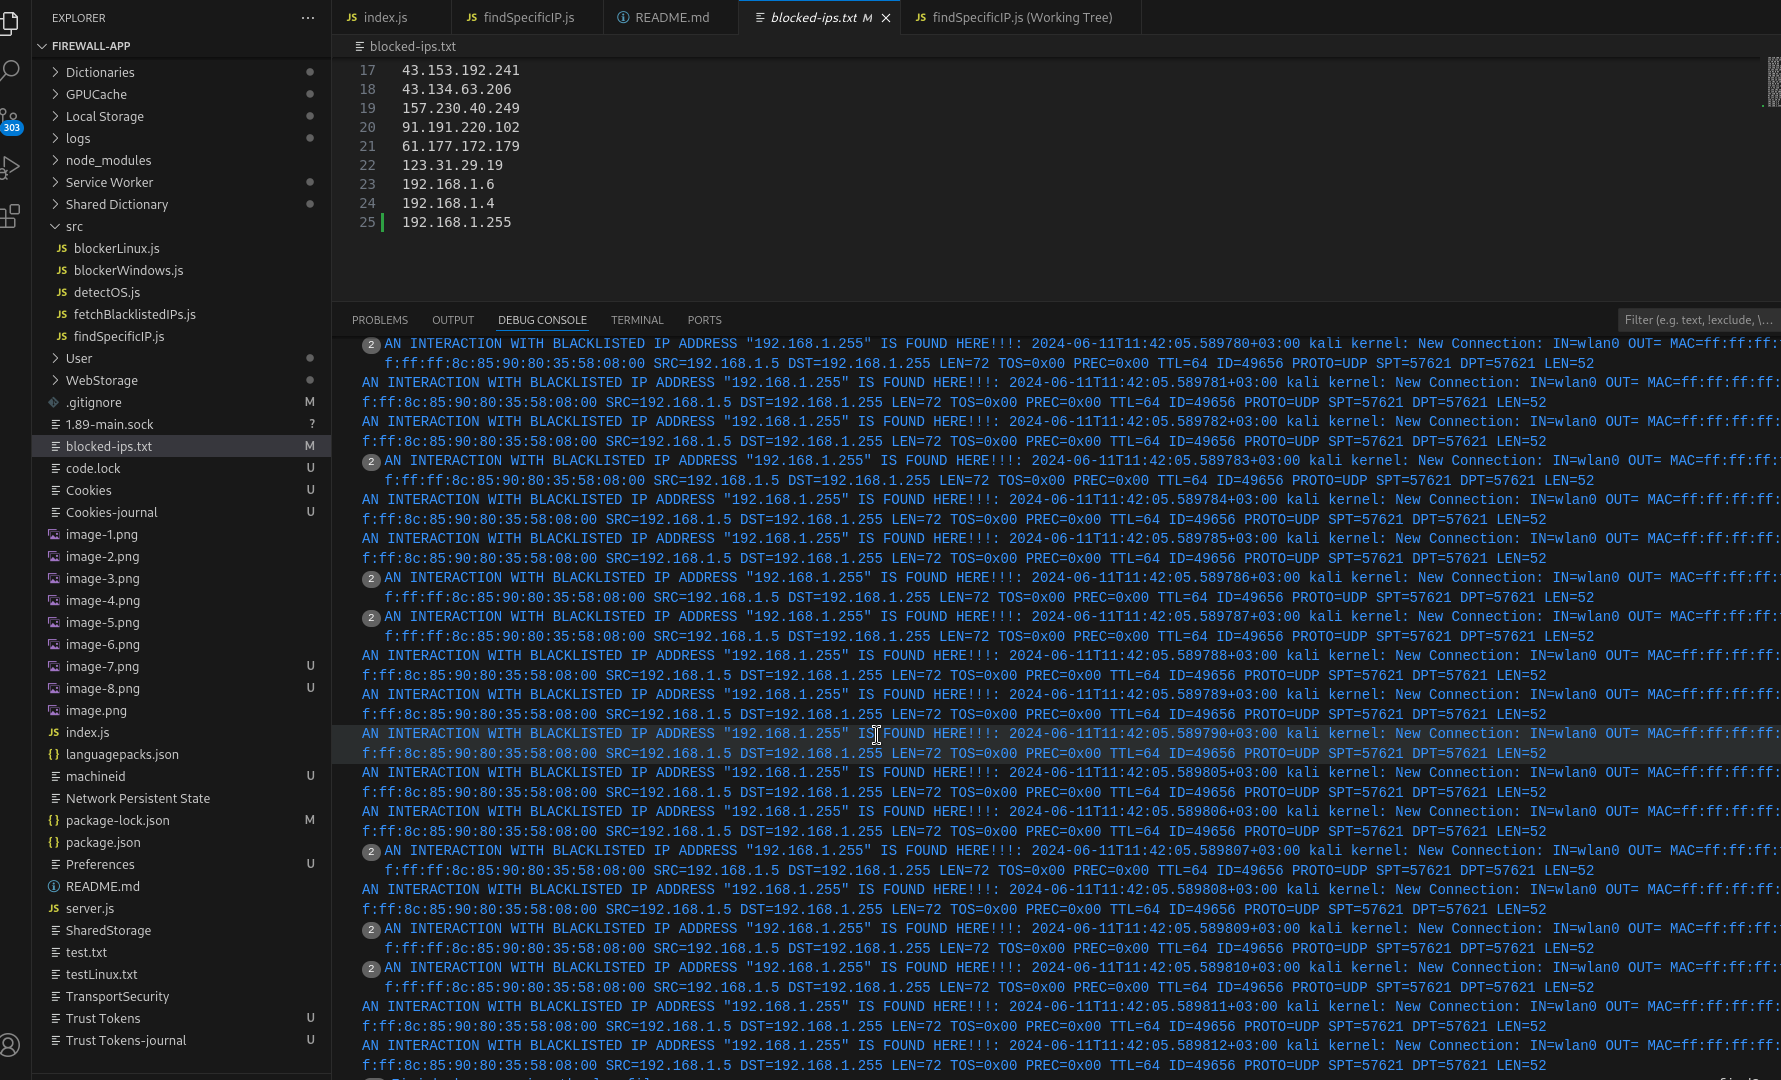 EXPLORER
FIREWALL-APP
303
Dictionaries
GPUCache
Local Storage
logs
node_modules
Service Worker
Shared Dictionary
src
JS blockerLinux.js
JS blockerWindows.js
JS detectOS.js
JS fetchBlacklistedIPs.js
JS findSpecificIP.js
User
WebStorage
.gitignore M
1.89-main.sock ?
blocked-ips.txt M
code.lock U
Cookies U
Cookies-journal U
image-1.png
image-2.png
image-3.png
image-4.png
image-5.png
image-6.png
image-7.png U
image-8.png U
image.png
JS index.js
{} languagepacks.json
machineid U
Network Persistent State
{} package-lock.json M
{} package.json
Preferences U
README.md
JS server.js
SharedStorage
test.txt
testLinux.txt
TransportSecurity
Trust Tokens U
Trust Tokens-journal U
JS index.js JS findSpecificIP.js README.md blocked-ips.txt M JS findSpecificIP.js (Working Tree)
blocked-ips.txt
17 43.153.192.241
18 43.134.63.206
19 157.230.40.249
20 91.191.220.102
21 61.177.172.179
22 123.31.29.19
23 192.168.1.6
24 192.168.1.4
25 192.168.1.255
PROBLEMS OUTPUT DEBUG CONSOLE TERMINAL PORTS Filter (e.g. text, !exclude, \...
2 AN INTERACTION WITH BLACKLISTED IP ADDRESS "192.168.1.255" IS FOUND HERE!!!: 2024-06-11T11:42:05.589780+03:00 kali kernel: New Connection: IN=wlan0 OUT= MAC=ff:ff:ff:
f:ff:ff:8c:85:90:80:35:58:08:00 SRC=192.168.1.5 DST=192.168.1.255 LEN=72 TOS=0x00 PREC=0x00 TTL=64 ID=49656 PROTO=UDP SPT=57621 DPT=57621 LEN=52
AN INTERACTION WITH BLACKLISTED IP ADDRESS "192.168.1.255" IS FOUND HERE!!!: 2024-06-11T11:42:05.589781+03:00 kali kernel: New Connection: IN=wlan0 OUT= MAC=ff:ff:ff:ff:
f:ff:8c:85:90:80:35:58:08:00 SRC=192.168.1.5 DST=192.168.1.255 LEN=72 TOS=0x00 PREC=0x00 TTL=64 ID=49656 PROTO=UDP SPT=57621 DPT=57621 LEN=52
AN INTERACTION WITH BLACKLISTED IP ADDRESS "192.168.1.255" IS FOUND HERE!!!: 2024-06-11T11:42:05.589782+03:00 kali kernel: New Connection: IN=wlan0 OUT= MAC=ff:ff:ff:ff:
f:ff:8c:85:90:80:35:58:08:00 SRC=192.168.1.5 DST=192.168.1.255 LEN=72 TOS=0x00 PREC=0x00 TTL=64 ID=49656 PROTO=UDP SPT=57621 DPT=57621 LEN=52
2 AN INTERACTION WITH BLACKLISTED IP ADDRESS "192.168.1.255" IS FOUND HERE!!!: 2024-06-11T11:42:05.589783+03:00 kali kernel: New Connection: IN=wlan0 OUT= MAC=ff:ff:ff:
f:ff:ff:8c:85:90:80:35:58:08:00 SRC=192.168.1.5 DST=192.168.1.255 LEN=72 TOS=0x00 PREC=0x00 TTL=64 ID=49656 PROTO=UDP SPT=57621 DPT=57621 LEN=52
AN INTERACTION WITH BLACKLISTED IP ADDRESS "192.168.1.255" IS FOUND HERE!!!: 2024-06-11T11:42:05.589784+03:00 kali kernel: New Connection: IN=wlan0 OUT= MAC=ff:ff:ff:ff:
f:ff:8c:85:90:80:35:58:08:00 SRC=192.168.1.5 DST=192.168.1.255 LEN=72 TOS=0x00 PREC=0x00 TTL=64 ID=49656 PROTO=UDP SPT=57621 DPT=57621 LEN=52
AN INTERACTION WITH BLACKLISTED IP ADDRESS "192.168.1.255" IS FOUND HERE!!!: 2024-06-11T11:42:05.589785+03:00 kali kernel: New Connection: IN=wlan0 OUT= MAC=ff:ff:ff:ff:
f:ff:8c:85:90:80:35:58:08:00 SRC=192.168.1.5 DST=192.168.1.255 LEN=72 TOS=0x00 PREC=0x00 TTL=64 ID=49656 PROTO=UDP SPT=57621 DPT=57621 LEN=52
2 AN INTERACTION WITH BLACKLISTED IP ADDRESS "192.168.1.255" IS FOUND HERE!!!: 2024-06-11T11:42:05.589786+03:00 kali kernel: New Connection: IN=wlan0 OUT= MAC=ff:ff:ff:
f:ff:ff:8c:85:90:80:35:58:08:00 SRC=192.168.1.5 DST=192.168.1.255 LEN=72 TOS=0x00 PREC=0x00 TTL=64 ID=49656 PROTO=UDP SPT=57621 DPT=57621 LEN=52
2 AN INTERACTION WITH BLACKLISTED IP ADDRESS "192.168.1.255" IS FOUND HERE!!!: 2024-06-11T11:42:05.589787+03:00 kali kernel: New Connection: IN=wlan0 OUT= MAC=ff:ff:ff:
f:ff:ff:8c:85:90:80:35:58:08:00 SRC=192.168.1.5 DST=192.168.1.255 LEN=72 TOS=0x00 PREC=0x00 TTL=64 ID=49656 PROTO=UDP SPT=57621 DPT=57621 LEN=52
AN INTERACTION WITH BLACKLISTED IP ADDRESS "192.168.1.255" IS FOUND HERE!!!: 2024-06-11T11:42:05.589788+03:00 kali kernel: New Connection: IN=wlan0 OUT= MAC=ff:ff:ff:ff:
f:ff:8c:85:90:80:35:58:08:00 SRC=192.168.1.5 DST=192.168.1.255 LEN=72 TOS=0x00 PREC=0x00 TTL=64 ID=49656 PROTO=UDP SPT=57621 DPT=57621 LEN=52
AN INTERACTION WITH BLACKLISTED IP ADDRESS "192.168.1.255" IS FOUND HERE!!!: 2024-06-11T11:42:05.589789+03:00 kali kernel: New Connection: IN=wlan0 OUT= MAC=ff:ff:ff:ff:
f:ff:8c:85:90:80:35:58:08:00 SRC=192.168.1.5 DST=192.168.1.255 LEN=72 TOS=0x00 PREC=0x00 TTL=64 ID=49656 PROTO=UDP SPT=57621 DPT=57621 LEN=52
AN INTERACTION WITH BLACKLISTED IP ADDRESS "192.168.1.255" IS FOUND HERE!!!: 2024-06-11T11:42:05.589790+03:00 kali kernel: New Connection: IN=wlan0 OUT= MAC=ff:ff:ff:ff:
f:ff:8c:85:90:80:35:58:08:00 SRC=192.168.1.5 DST=192.168.1.255 LEN=72 TOS=0x00 PREC=0x00 TTL=64 ID=49656 PROTO=UDP SPT=57621 DPT=57621 LEN=52
AN INTERACTION WITH BLACKLISTED IP ADDRESS "192.168.1.255" IS FOUND HERE!!!: 2024-06-11T11:42:05.589805+03:00 kali kernel: New Connection: IN=wlan0 OUT= MAC=ff:ff:ff:ff:
f:ff:8c:85:90:80:35:58:08:00 SRC=192.168.1.5 DST=192.168.1.255 LEN=72 TOS=0x00 PREC=0x00 TTL=64 ID=49656 PROTO=UDP SPT=57621 DPT=57621 LEN=52
AN INTERACTION WITH BLACKLISTED IP ADDRESS "192.168.1.255" IS FOUND HERE!!!: 2024-06-11T11:42:05.589806+03:00 kali kernel: New Connection: IN=wlan0 OUT= MAC=ff:ff:ff:ff:
f:ff:8c:85:90:80:35:58:08:00 SRC=192.168.1.5 DST=192.168.1.255 LEN=72 TOS=0x00 PREC=0x00 TTL=64 ID=49656 PROTO=UDP SPT=57621 DPT=57621 LEN=52
2 AN INTERACTION WITH BLACKLISTED IP ADDRESS "192.168.1.255" IS FOUND HERE!!!: 2024-06-11T11:42:05.589807+03:00 kali kernel: New Connection: IN=wlan0 OUT= MAC=ff:ff:ff:
f:ff:ff:8c:85:90:80:35:58:08:00 SRC=192.168.1.5 DST=192.168.1.255 LEN=72 TOS=0x00 PREC=0x00 TTL=64 ID=49656 PROTO=UDP SPT=57621 DPT=57621 LEN=52
AN INTERACTION WITH BLACKLISTED IP ADDRESS "192.168.1.255" IS FOUND HERE!!!: 2024-06-11T11:42:05.589808+03:00 kali kernel: New Connection: IN=wlan0 OUT= MAC=ff:ff:ff:ff:
f:ff:8c:85:90:80:35:58:08:00 SRC=192.168.1.5 DST=192.168.1.255 LEN=72 TOS=0x00 PREC=0x00 TTL=64 ID=49656 PROTO=UDP SPT=57621 DPT=57621 LEN=52
2 AN INTERACTION WITH BLACKLISTED IP ADDRESS "192.168.1.255" IS FOUND HERE!!!: 2024-06-11T11:42:05.589809+03:00 kali kernel: New Connection: IN=wlan0 OUT= MAC=ff:ff:ff:
f:ff:ff:8c:85:90:80:35:58:08:00 SRC=192.168.1.5 DST=192.168.1.255 LEN=72 TOS=0x00 PREC=0x00 TTL=64 ID=49656 PROTO=UDP SPT=57621 DPT=57621 LEN=52
2 AN INTERACTION WITH BLACKLISTED IP ADDRESS "192.168.1.255" IS FOUND HERE!!!: 2024-06-11T11:42:05.589810+03:00 kali kernel: New Connection: IN=wlan0 OUT= MAC=ff:ff:ff:
f:ff:ff:8c:85:90:80:35:58:08:00 SRC=192.168.1.5 DST=192.168.1.255 LEN=72 TOS=0x00 PREC=0x00 TTL=64 ID=49656 PROTO=UDP SPT=57621 DPT=57621 LEN=52
AN INTERACTION WITH BLACKLISTED IP ADDRESS "192.168.1.255" IS FOUND HERE!!!: 2024-06-11T11:42:05.589811+03:00 kali kernel: New Connection: IN=wlan0 OUT= MAC=ff:ff:ff:ff:
f:ff:8c:85:90:80:35:58:08:00 SRC=192.168.1.5 DST=192.168.1.255 LEN=72 TOS=0x00 PREC=0x00 TTL=64 ID=49656 PROTO=UDP SPT=57621 DPT=57621 LEN=52
AN INTERACTION WITH BLACKLISTED IP ADDRESS "192.168.1.255" IS FOUND HERE!!!: 2024-06-11T11:42:05.589812+03:00 kali kernel: New Connection: IN=wlan0 OUT= MAC=ff:ff:ff:ff:
f:ff:8c:85:90:80:35:58:08:00 SRC=192.168.1.5 DST=192.168.1.255 LEN=72 TOS=0x00 PREC=0x00 TTL=64 ID=49656 PROTO=UDP SPT=57621 DPT=57621 LEN=52